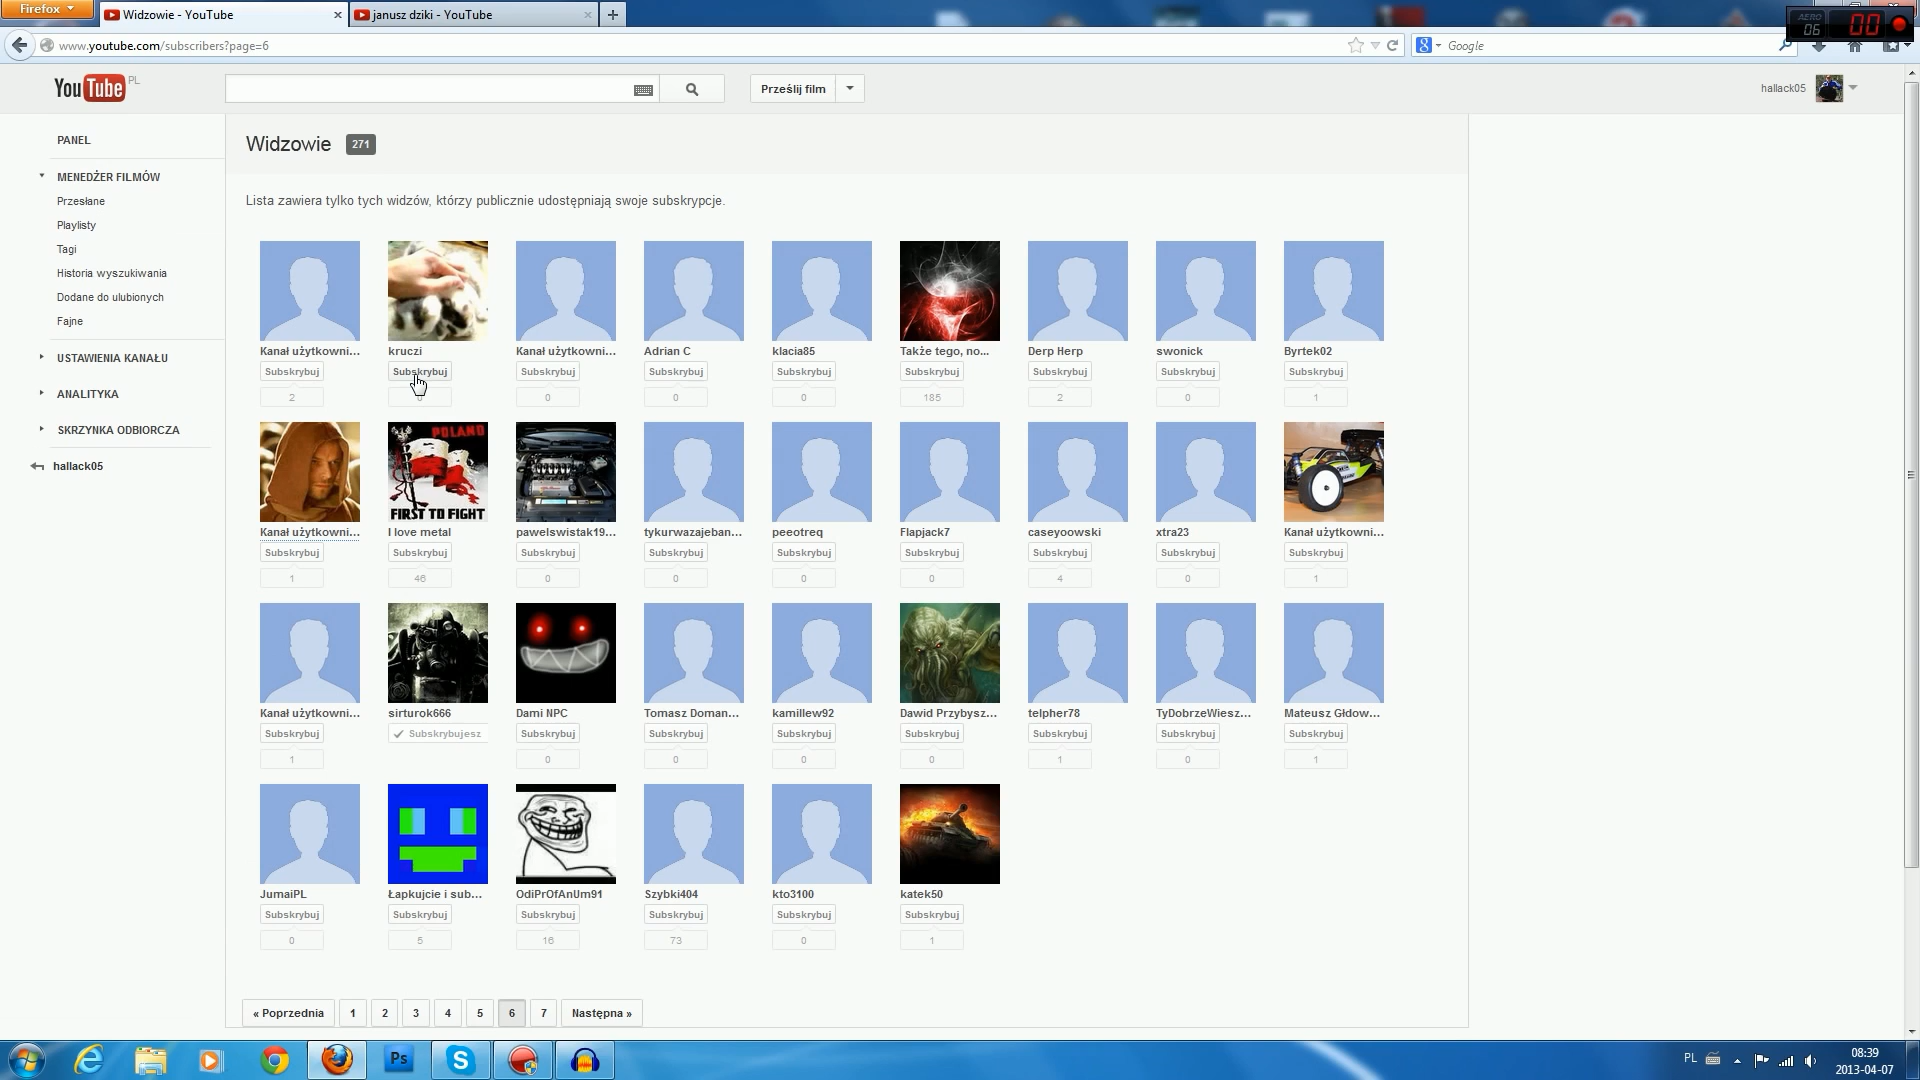 Firefox
Widzowie - YouTube
janusz dziki - YouTube
www.youtube.com/subscribers?page=6
Google
AERO
06
00
YouTube PL
Prześlij film
hallack05
PANEL
MENEDŻER FILMÓW
Przesłane
Playlisty
Tagi
Historia wyszukiwania
Dodane do ulubionych
Fajne
USTAWIENIA KANAŁU
ANALITYKA
SKRZYNKA ODBIORCZA
hallack05
Widzowie 271
Lista zawiera tylko tych widzów, którzy publicznie udostępniają swoje subskrypcje.
Kanał użytkowni... kruczi Kanał użytkowni... Adrian C klacia85 Także tego, no... Derp Herp swonick Byrtek02
Subskrybuj Subskrybuj Subskrybuj Subskrybuj Subskrybuj Subskrybuj Subskrybuj Subskrybuj Subskrybuj
2 0 0 0 185 2 0 1
POLAND
FIRST TO FIGHT
Kanał użytkowni... I love metal pawelswistak19... tykurwazajeban... peeotreq Flapjack7 caseyoowski xtra23 Kanał użytkowni...
Subskrybuj Subskrybuj Subskrybuj Subskrybuj Subskrybuj Subskrybuj Subskrybuj Subskrybuj Subskrybuj
1 46 0 0 0 0 4 0 1
Kanał użytkowni... sirturok666 Dami NPC Tomasz Doman... kamillew92 Dawid Przybysz... telpher78 TyDobrzeWiesz... Mateusz Głdow...
Subskrybuj Subskrybujesz Subskrybuj Subskrybuj Subskrybuj Subskrybuj Subskrybuj Subskrybuj Subskrybuj
1 0 0 0 0 1 0 1
JumaiPL Łapkujcie i sub... OdiPrOfAnUm91 Szybki404 kto3100 katek50
Subskrybuj Subskrybuj Subskrybuj Subskrybuj Subskrybuj Subskrybuj
0 5 16 73 0 1
« Poprzednia 1 2 3 4 5 6 7 Następna »
Ps
PL
08:39
2013-04-07